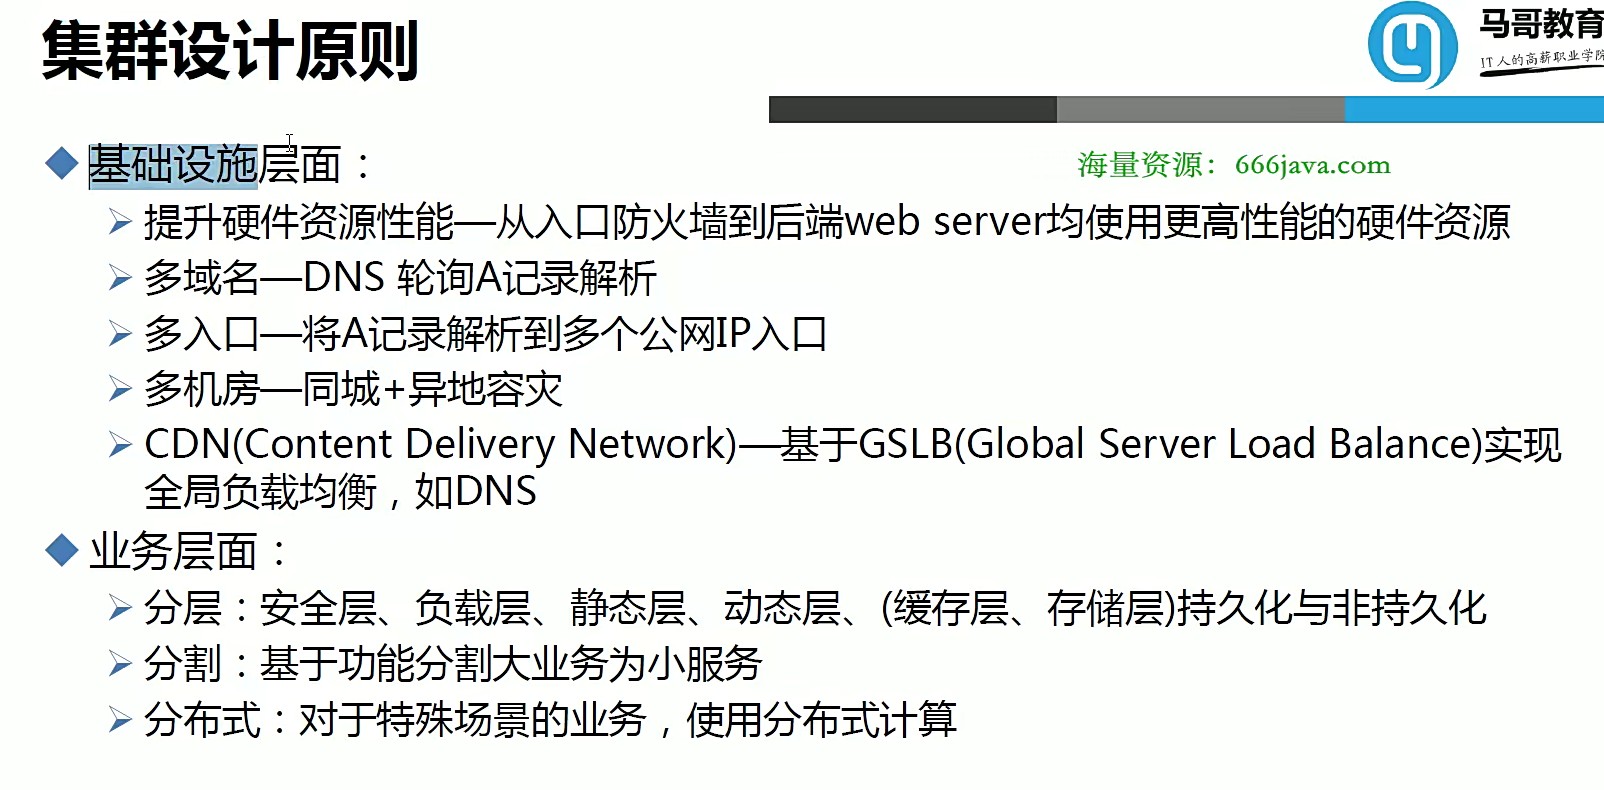 集群设计原则
马哥教育
IT人的高薪职业学院
基础设施层面：
海量资源：666java.com
提升硬件资源性能—从入口防火墙到后端web server均使用更高性能的硬件资源
多域名—DNS 轮询A记录解析
多入口—将A记录解析到多个公网IP入口
多机房—同城+异地容灾
CDN(Content Delivery Network)—基于GSLB(Global Server Load Balance)实现
全局负载均衡，如DNS
业务层面：
分层：安全层、负载层、静态层、动态层、(缓存层、存储层)持久化与非持久化
分割：基于功能分割大业务为小服务
分布式：对于特殊场景的业务，使用分布式计算